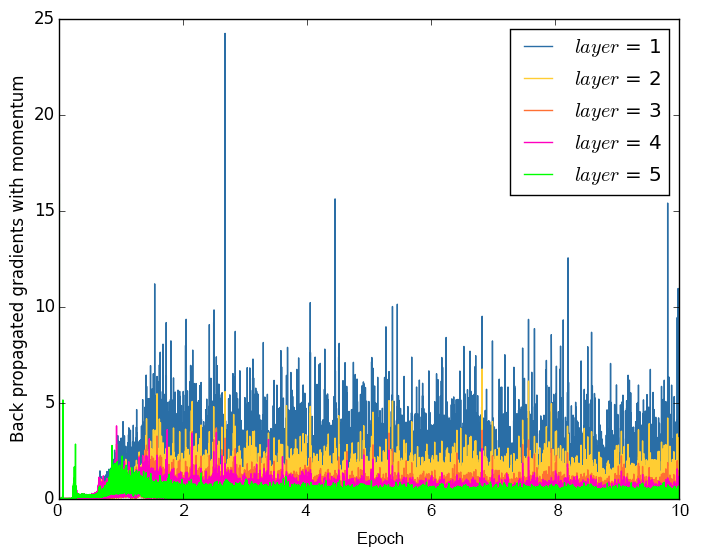 25
20
15
10
5
0
Back propagated gradients with momentum
layer = 1
layer = 2
layer = 3
layer = 4
layer = 5
0 2 4 6 8 10
Epoch